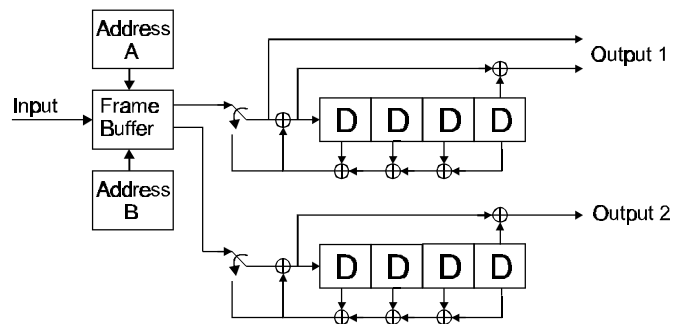 Address
A
Output 1
Input
Frame
Buffer
D D D D
Address
B
Output 2
D D D D